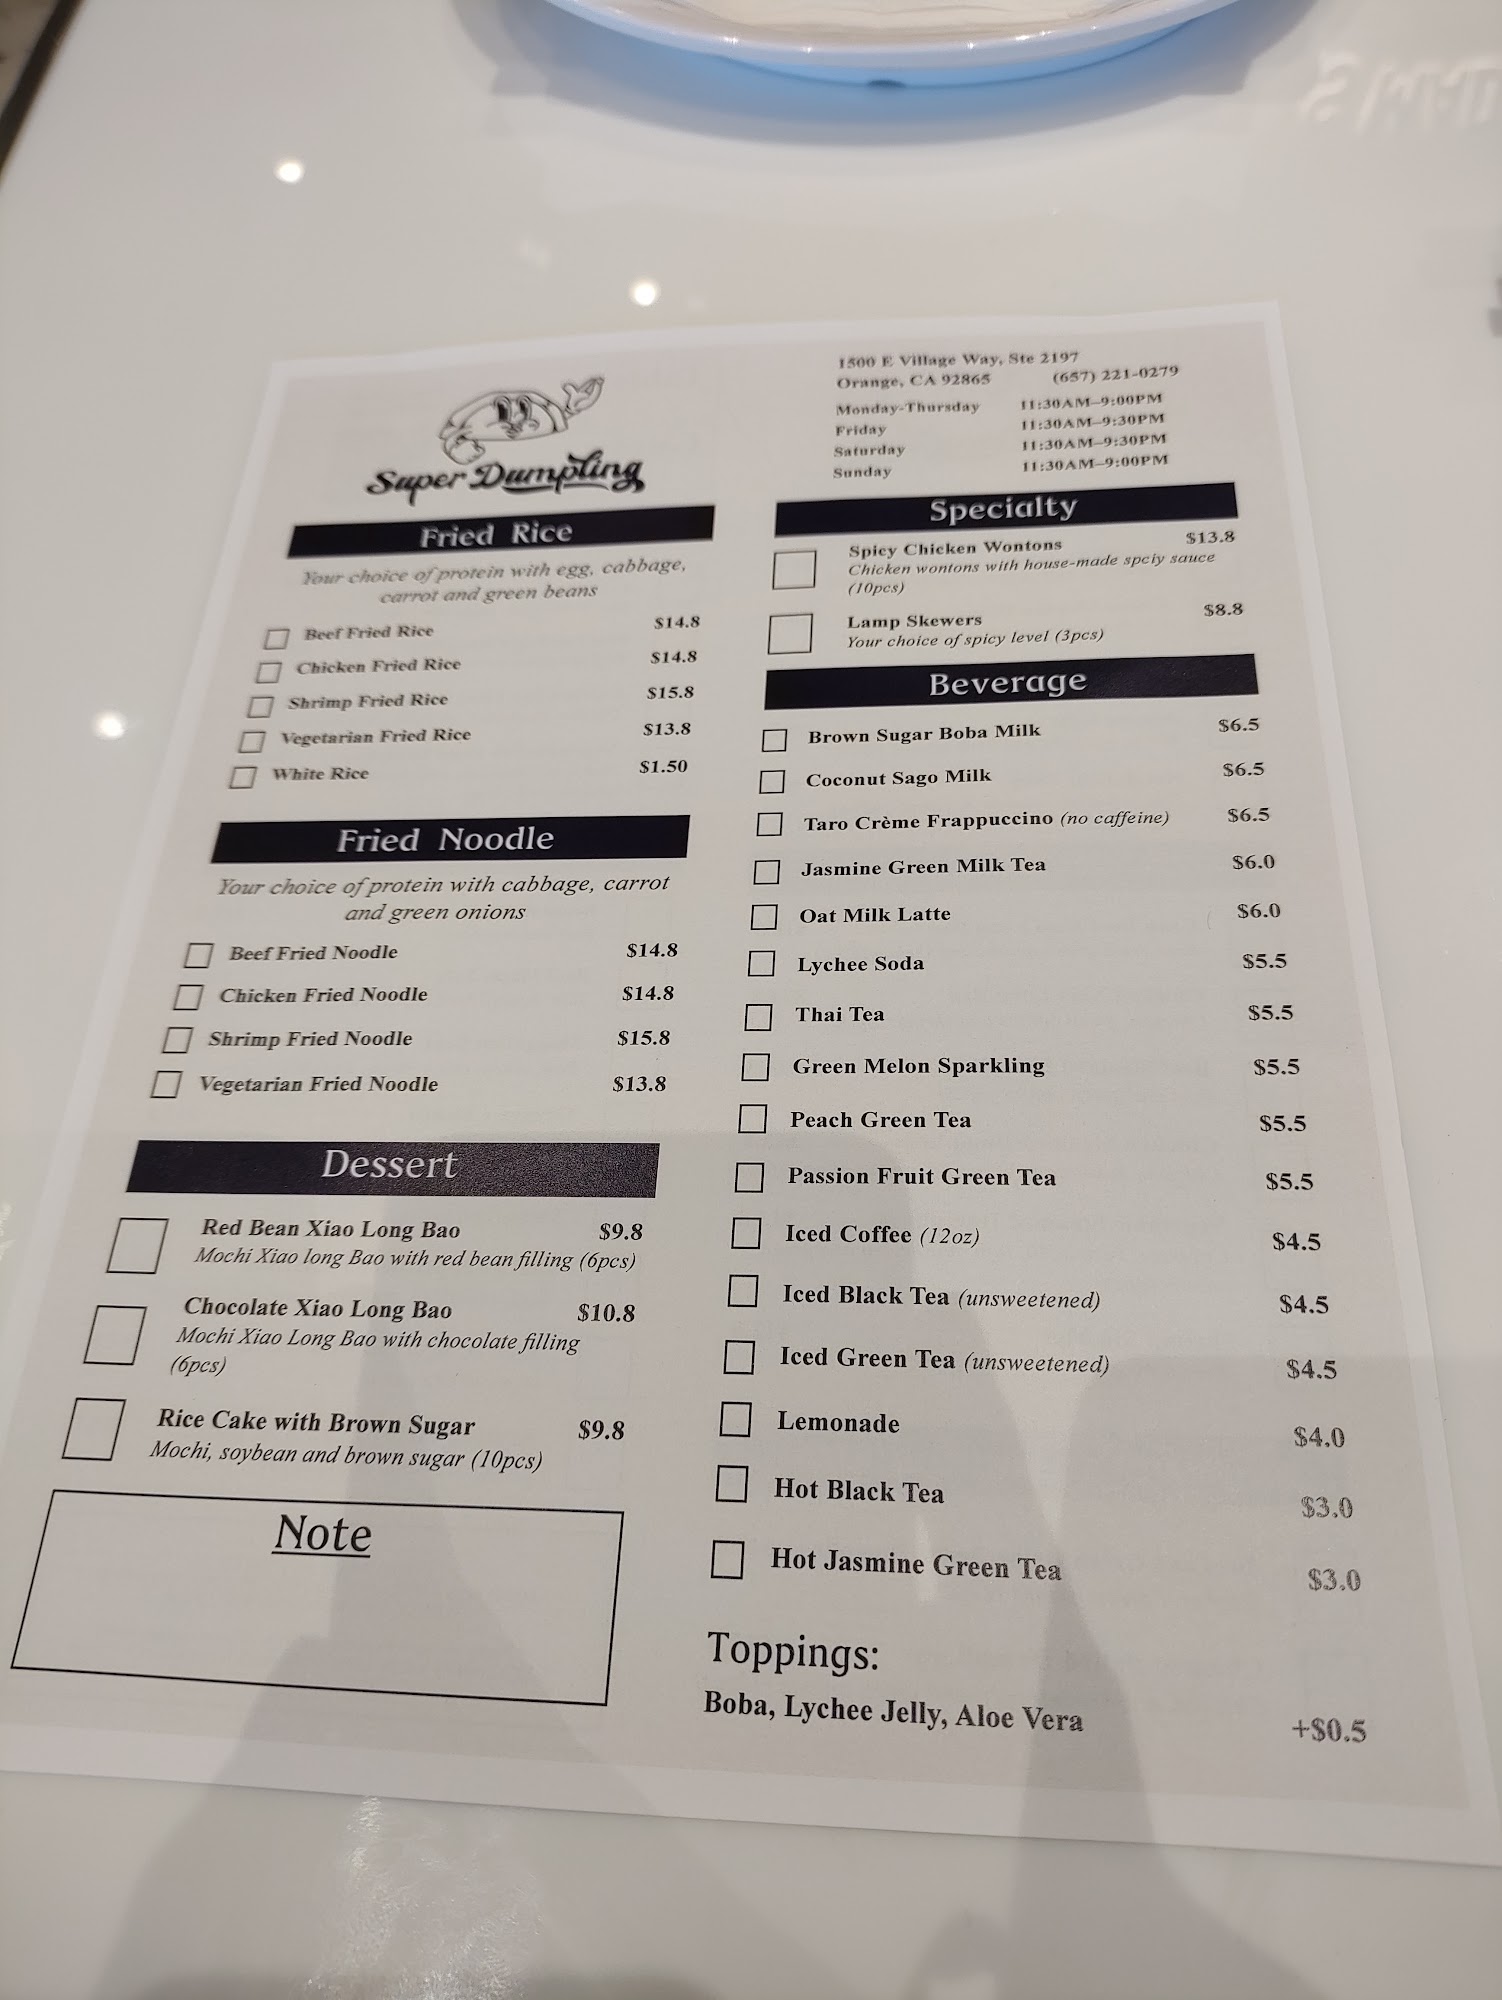 Super Dumpling
1500 E Village Way, Ste 2197
Orange, CA 92865 (657) 221-0279
Monday-Thursday 11:30AM–9:00PM
Friday 11:30AM–9:30PM
Saturday 11:30AM–9:30PM
Sunday 11:30AM–9:00PM
Fried Rice
Your choice of protein with egg, cabbage,
carrot and green beans
Beef Fried Rice $14.8
Chicken Fried Rice $14.8
Shrimp Fried Rice $15.8
Vegetarian Fried Rice $13.8
White Rice $1.50
Fried Noodle
Your choice of protein with cabbage, carrot
and green onions
Beef Fried Noodle $14.8
Chicken Fried Noodle $14.8
Shrimp Fried Noodle $15.8
Vegetarian Fried Noodle $13.8
Dessert
Red Bean Xiao Long Bao $9.8
Mochi Xiao long Bao with red bean filling (6pcs)
Chocolate Xiao Long Bao $10.8
Mochi Xiao Long Bao with chocolate filling
(6pcs)
Rice Cake with Brown Sugar $9.8
Mochi, soybean and brown sugar (10pcs)
Note
Specialty
Spicy Chicken Wontons $13.8
Chicken wontons with house-made spciy sauce
(10pcs)
Lamp Skewers $8.8
Your choice of spicy level (3pcs)
Beverage
Brown Sugar Boba Milk $6.5
Coconut Sago Milk $6.5
Taro Crème Frappuccino (no caffeine) $6.5
Jasmine Green Milk Tea $6.0
Oat Milk Latte $6.0
Lychee Soda $5.5
Thai Tea $5.5
Green Melon Sparkling $5.5
Peach Green Tea $5.5
Passion Fruit Green Tea $5.5
Iced Coffee (12oz) $4.5
Iced Black Tea (unsweetened) $4.5
Iced Green Tea (unsweetened) $4.5
Lemonade $4.0
Hot Black Tea $3.0
Hot Jasmine Green Tea $3.0
Toppings:
Boba, Lychee Jelly, Aloe Vera +$0.5